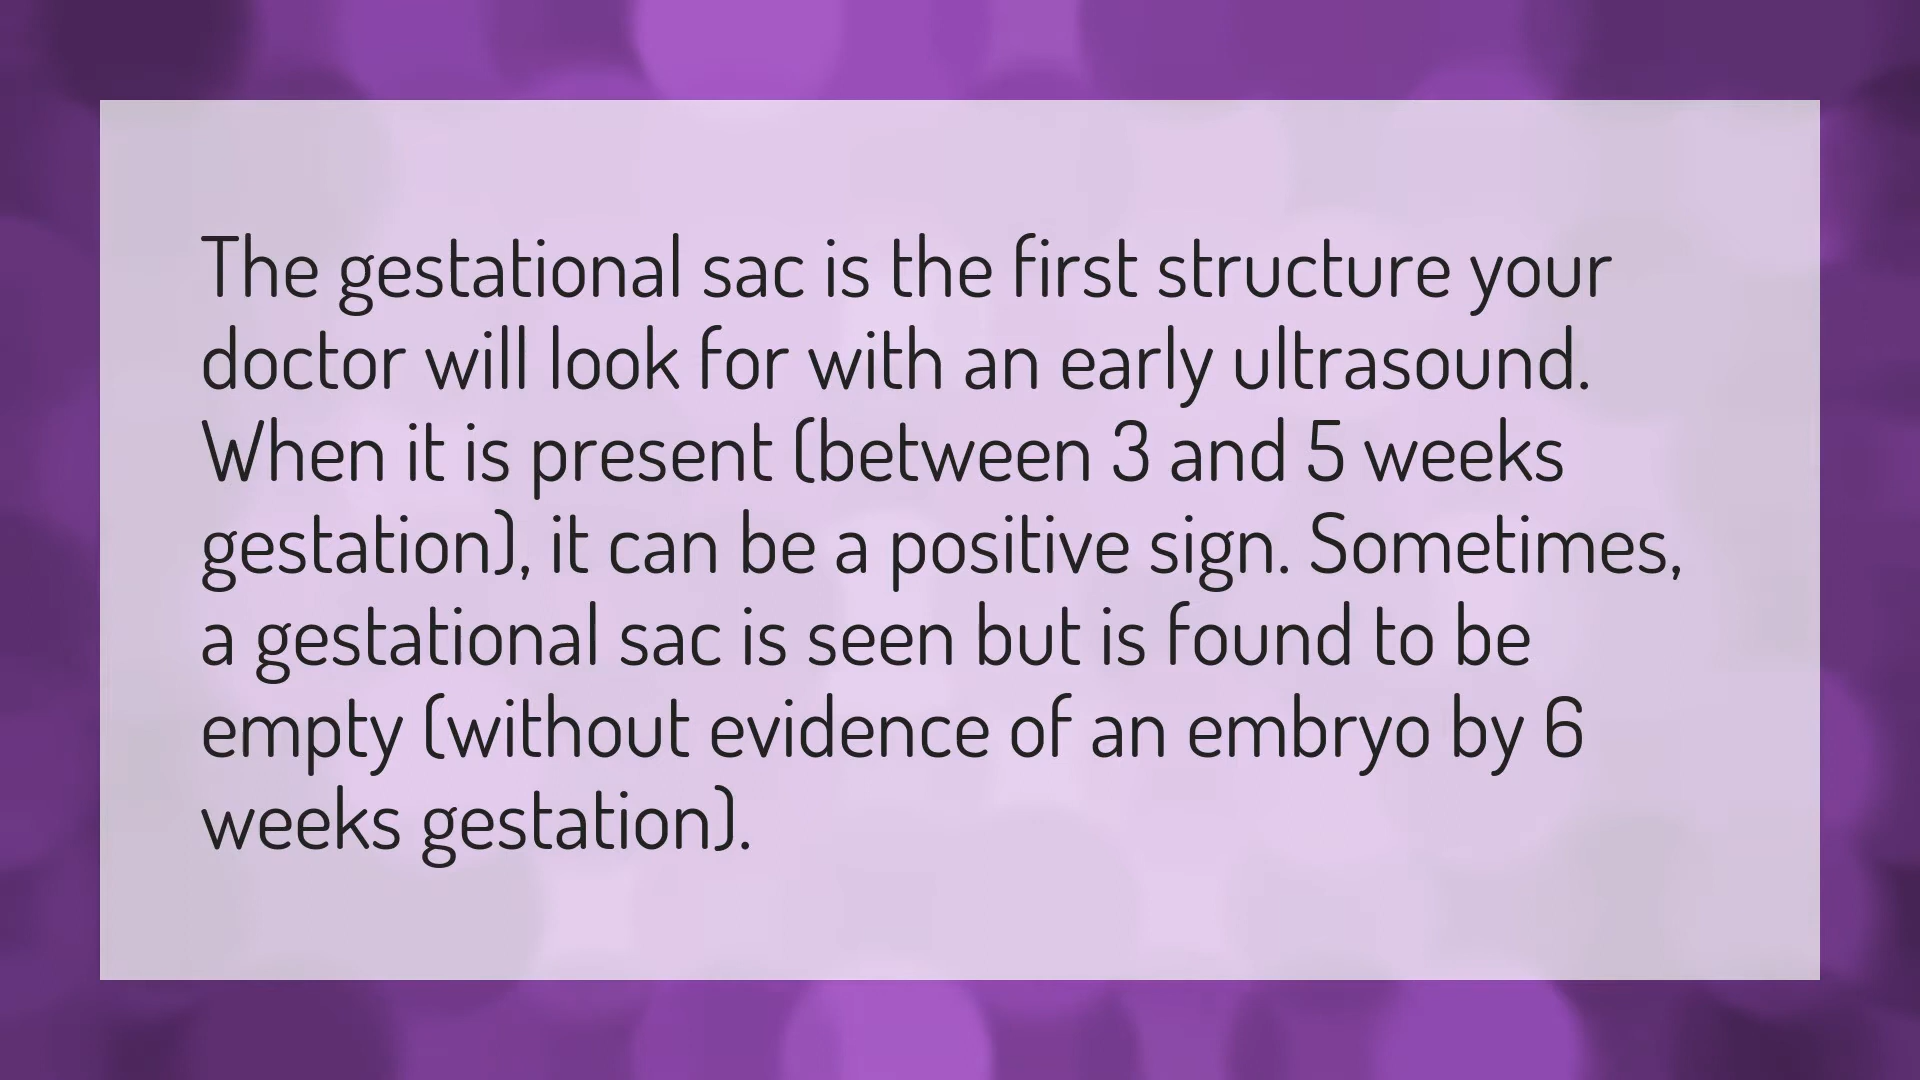 The gestational sac is the first structure your
doctor will look for with an early ultrasound.
When it is present (between 3 and 5 weeks
gestation), it can be a positive sign. Sometimes,
a gestational sac is seen but is found to be
empty (without evidence of an embryo by 6
weeks gestation).